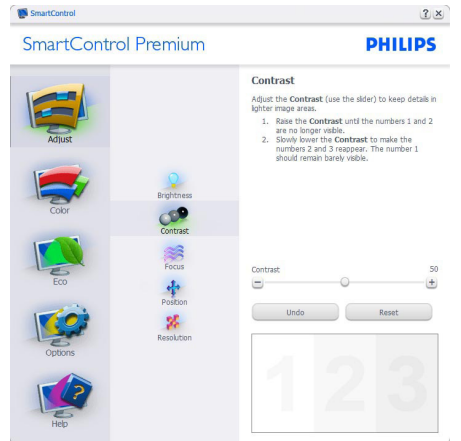 SmartControl
SmartControl Premium
PHILIPS
Adjust
Color
Eco
Options
Help
Brightness
Contrast
Focus
Position
Resolution
Contrast
Adjust the Contrast (use the slider) to keep details in
lighter image areas.
1. Raise the Contrast until the numbers 1 and 2
are no longer visible.
2. Slowly lower the Contrast to make the
numbers 2 and 3 reappear. The number 1
should remain barely visible.
Contrast 50
Undo Reset
1 2 3